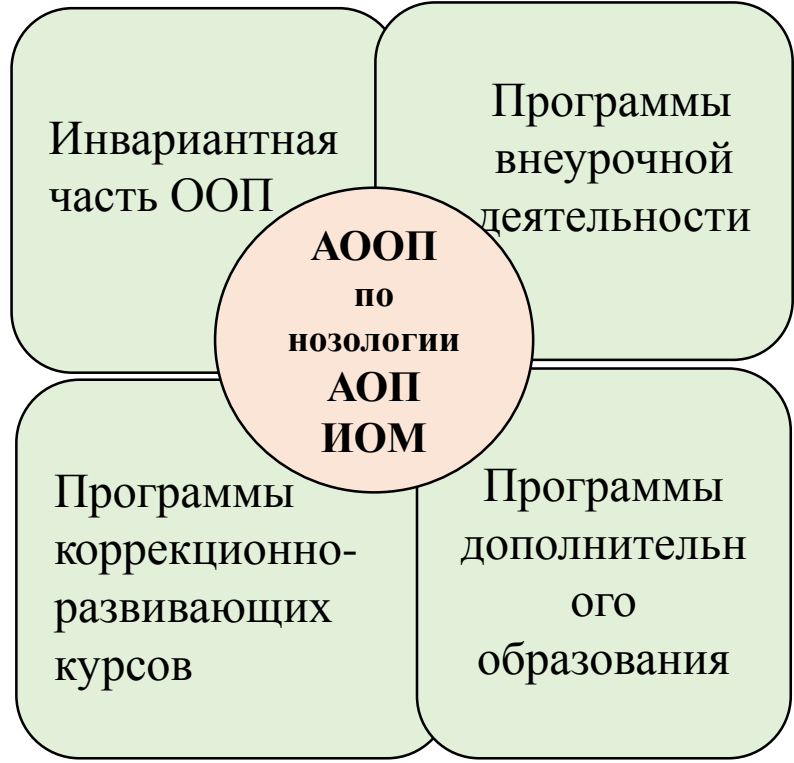 Инвариантная
часть ООП
Программы
внеурочной
деятельности
АООП
по
нозологии
АОП
ИОМ
Программы
коррекционно-
развивающих
курсов
Программы
дополнительн
ого
образования